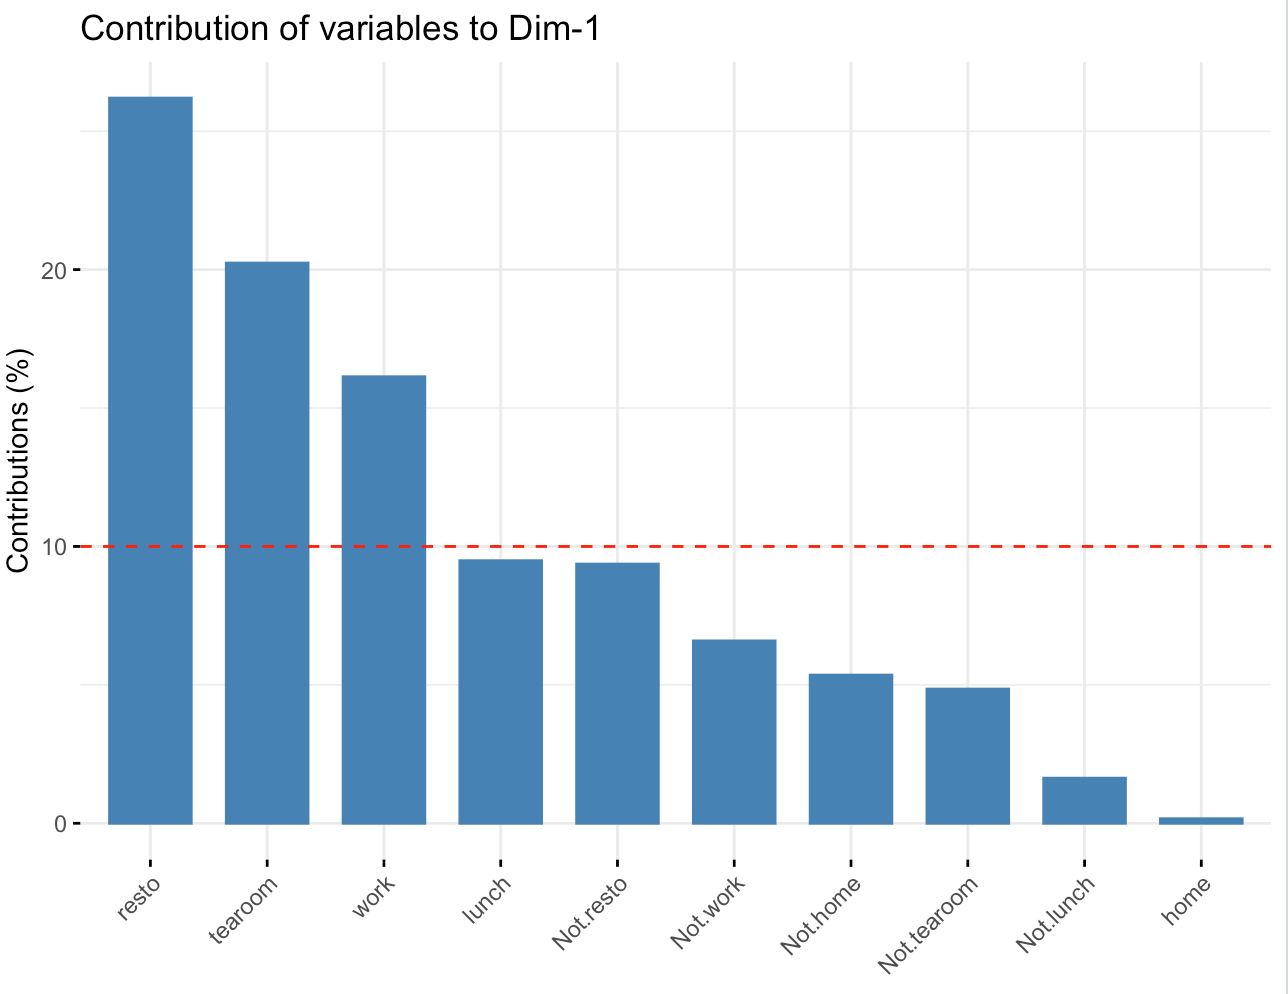 Contribution of variables to Dim-1
Contributions (%)
20
10
0
resto
tearoom
work
lunch
Not.resto
Not.work
Not.home
Not.tearoom
Not.lunch
home